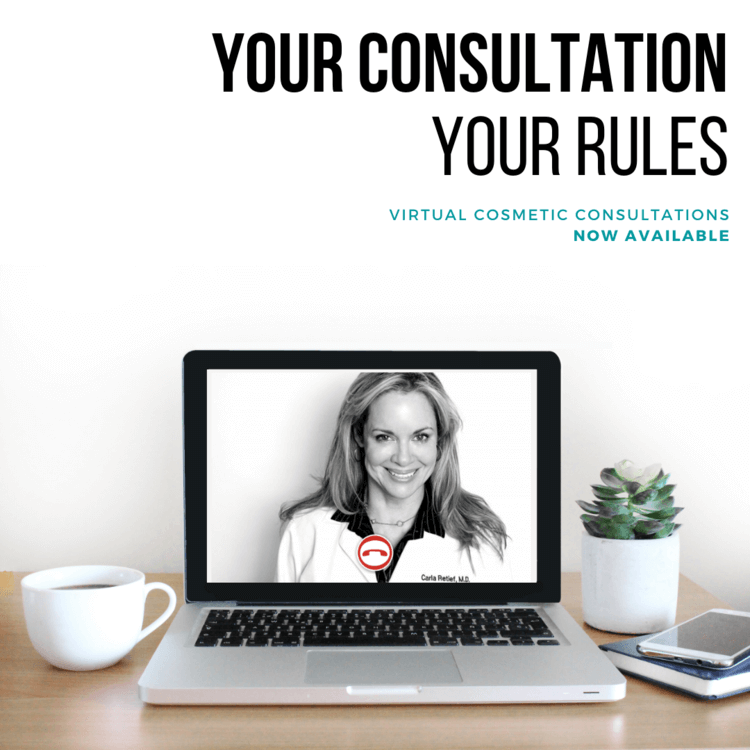 YOUR CONSULTATION
YOUR RULES
VIRTUAL COSMETIC CONSULTATIONS
NOW AVAILABLE
Carla Retief, M.D.